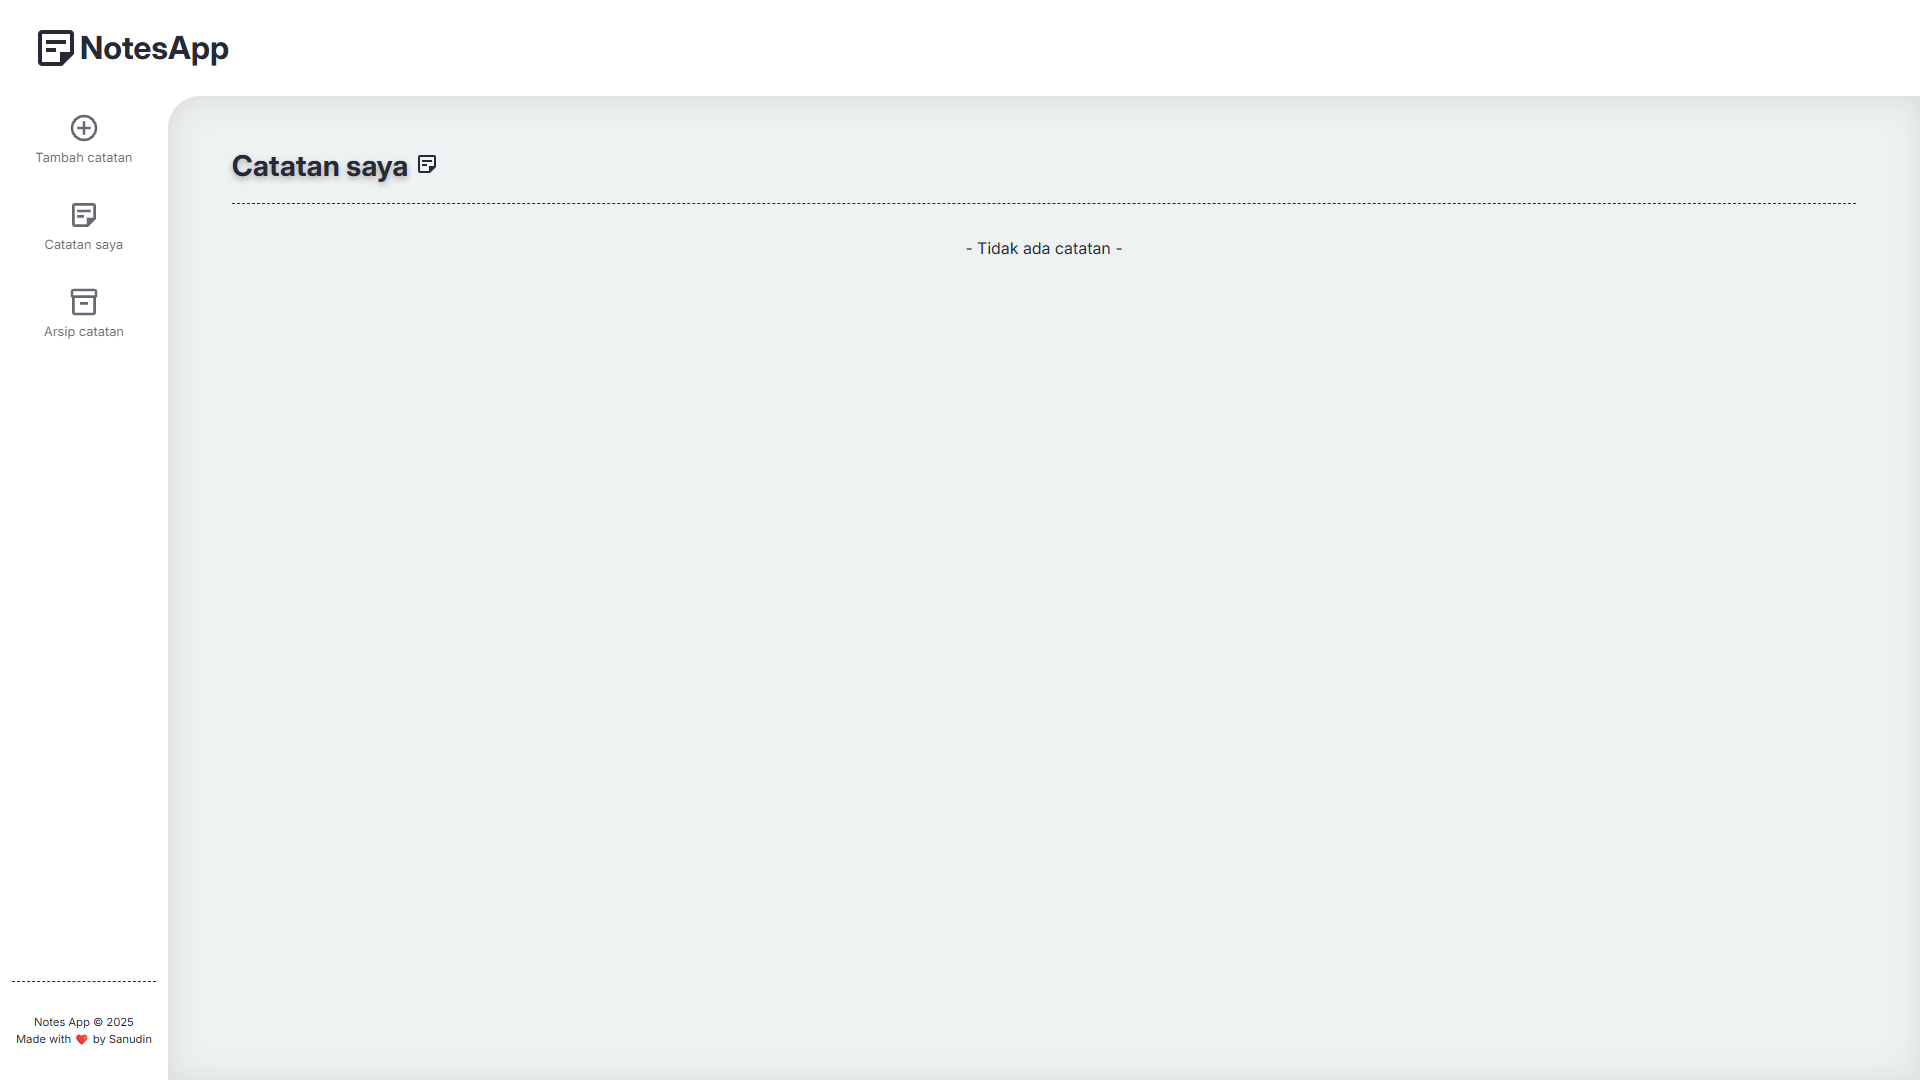 NotesApp
Tambah catatan
Catatan saya
Arsip catatan
Catatan saya
- Tidak ada catatan -
Notes App © 2025
Made with ❤️ by Sanudin